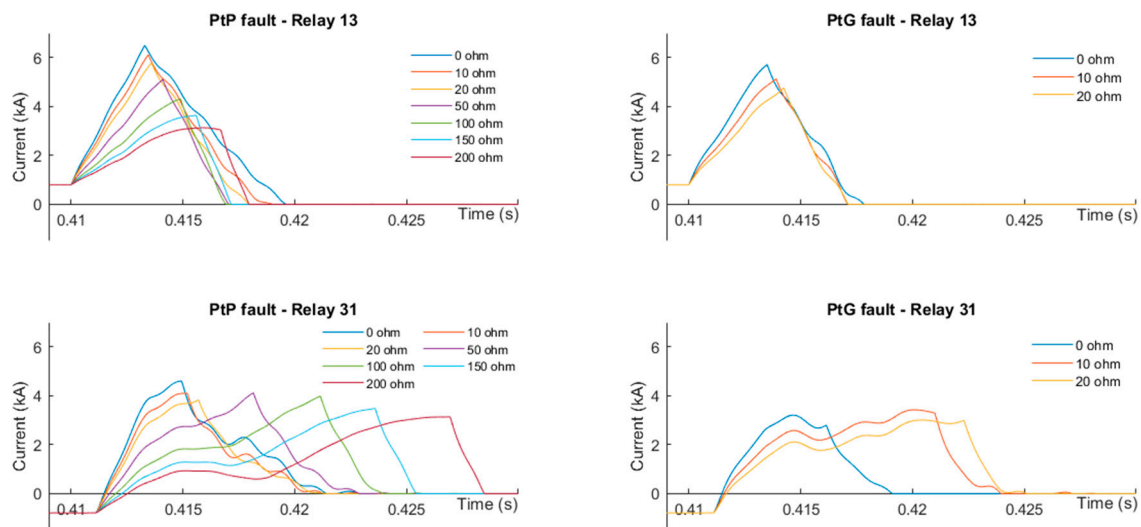 PtP fault - Relay 13
6
4
2
0
Current (kA)
0.41
0.415
0.42
0.425
Time (s)
0 ohm
10 ohm
20 ohm
50 ohm
100 ohm
150 ohm
200 ohm
PtG fault - Relay 13
6
4
2
0
Current (kA)
0.41
0.415
0.42
0.425
Time (s)
0 ohm
10 ohm
20 ohm
PtP fault - Relay 31
6
4
2
0
Current (kA)
0.41
0.415
0.42
0.425
Time (s)
0 ohm
10 ohm
20 ohm
50 ohm
100 ohm
150 ohm
200 ohm
PtG fault - Relay 31
6
4
2
0
Current (kA)
0.41
0.415
0.42
0.425
Time (s)
0 ohm
10 ohm
20 ohm